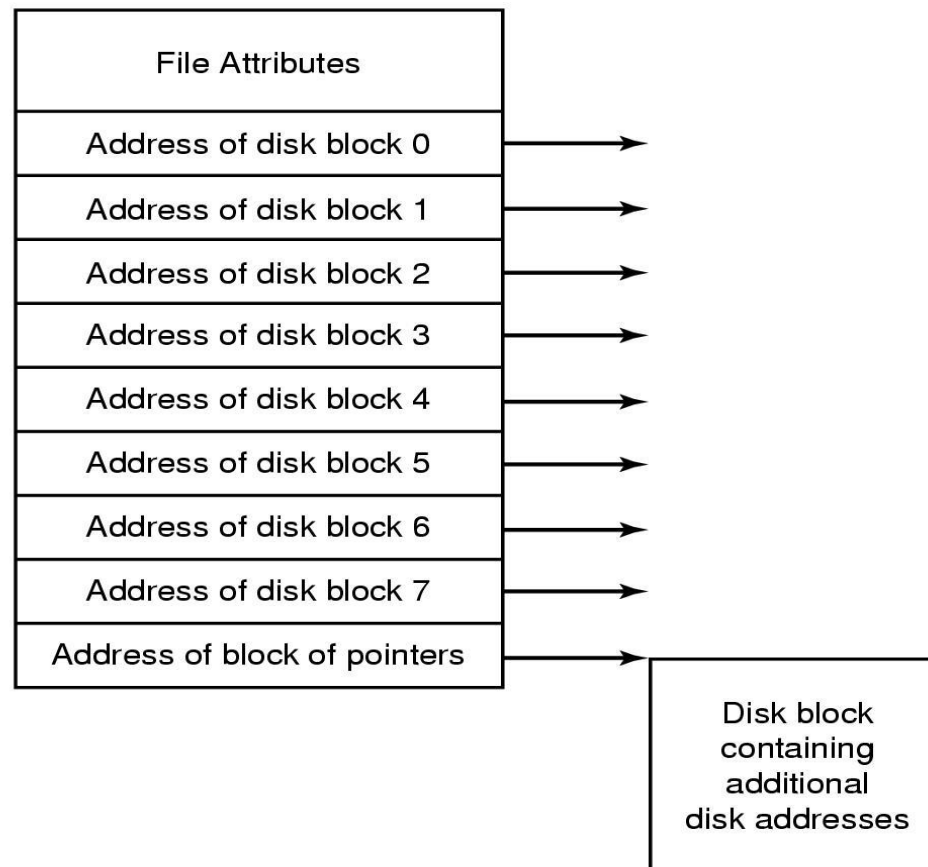 File Attributes
Address of disk block 0
Address of disk block 1
Address of disk block 2
Address of disk block 3
Address of disk block 4
Address of disk block 5
Address of disk block 6
Address of disk block 7
Address of block of pointers
Disk block
containing
additional
disk addresses